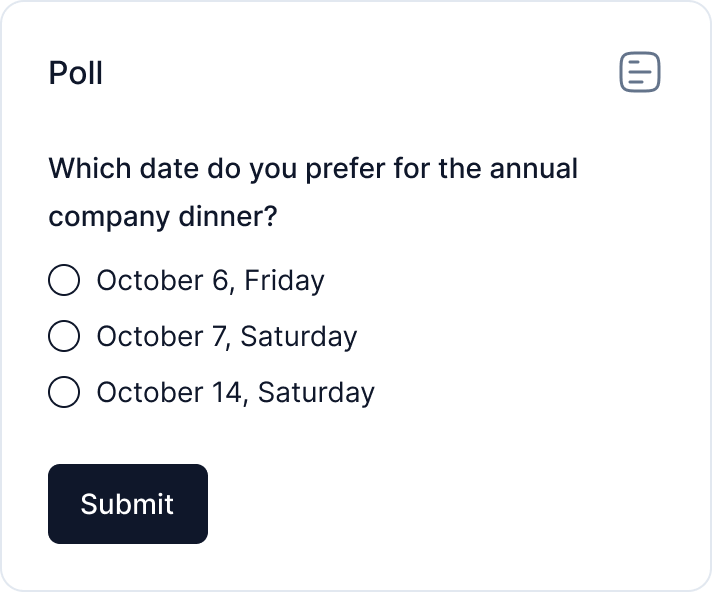 Poll
Which date do you prefer for the annual
company dinner?
October 6, Friday
October 7, Saturday
October 14, Saturday
Submit